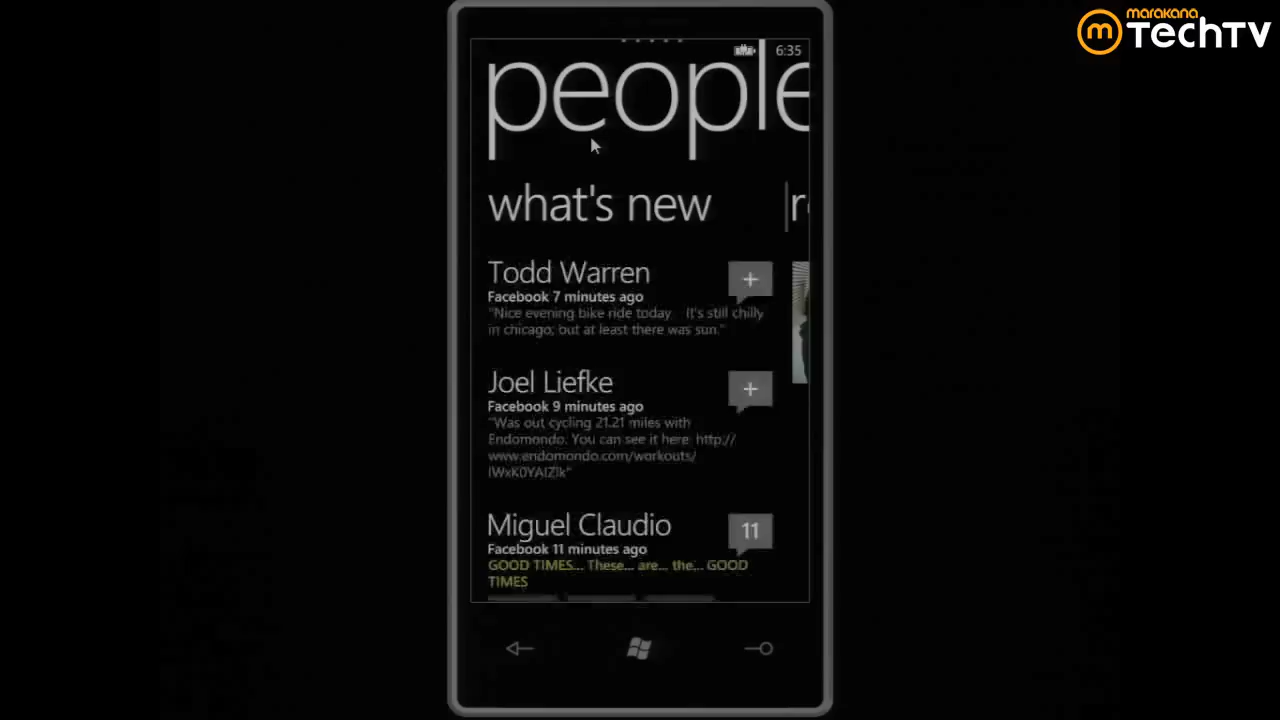 marakana
TechTV
6:35
people
what's new
Todd Warren
Facebook 7 minutes ago
"Nice evening bike ride today. It's still chilly
in chicago, but at least there was sun."
Joel Liefke
Facebook 9 minutes ago
"Was out cycling 21.21 miles with
Endomondo. You can see it here: http://
www.endomondo.com/workouts/
Miguel Claudio
11
Facebook 11 minutes ago
GOOD TIMES... These... are... the... GOOD
TIMES